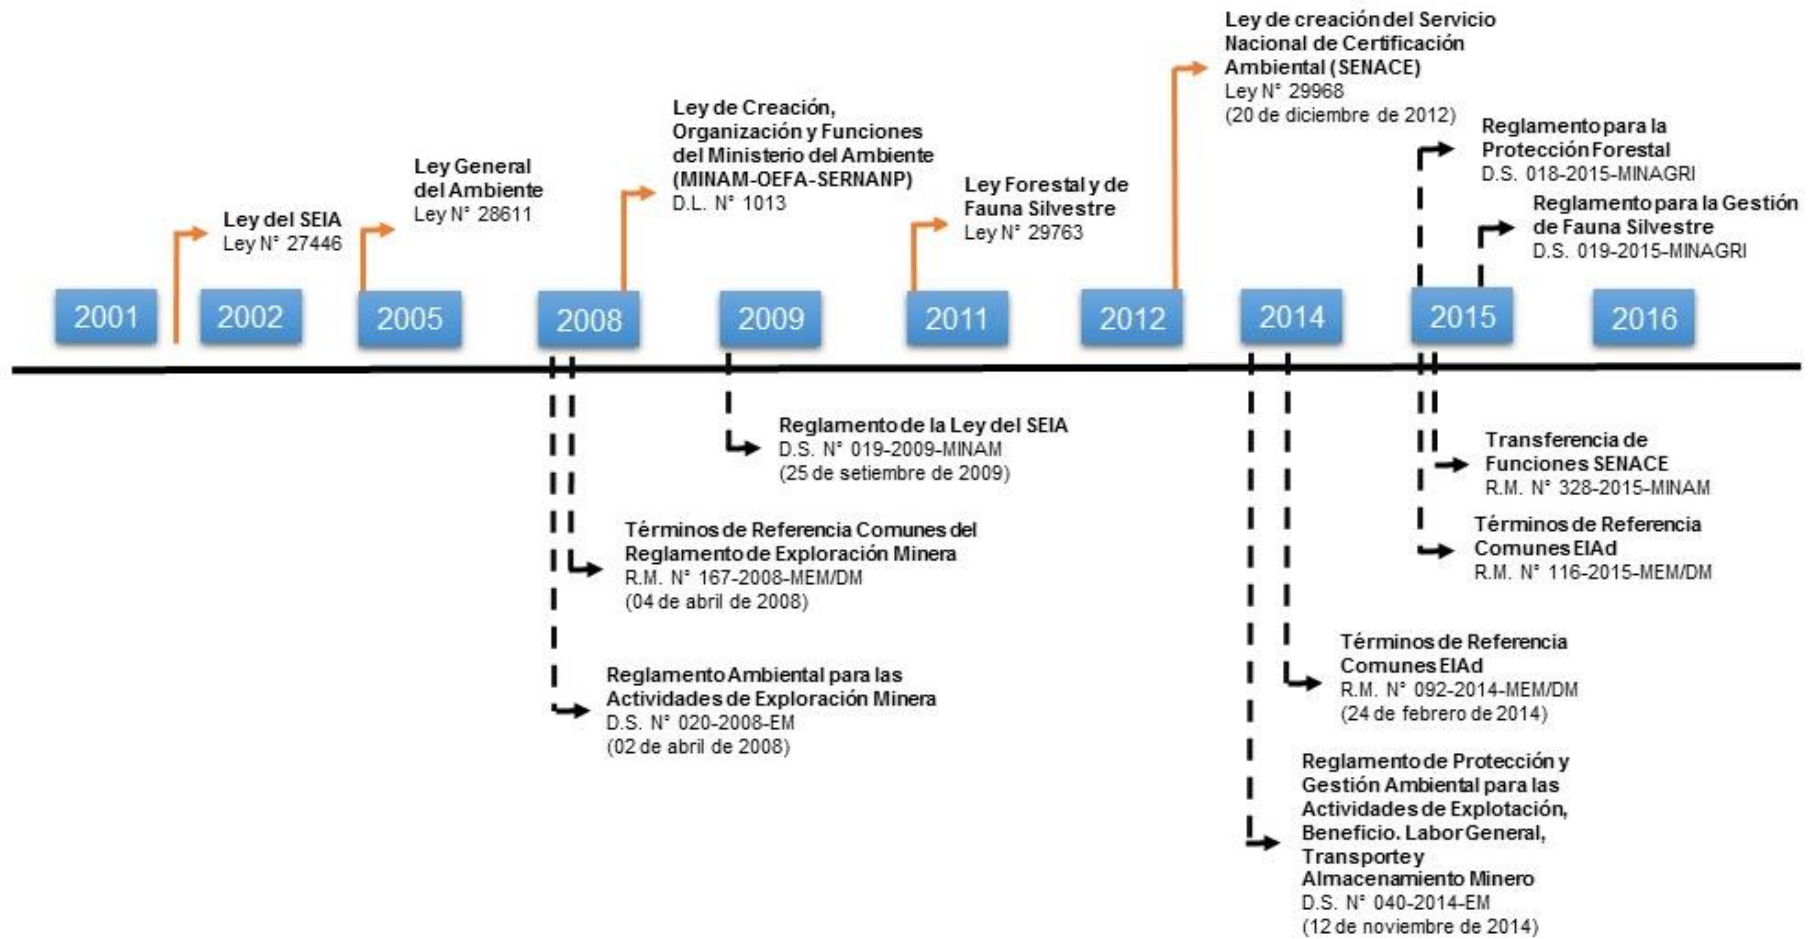 Ley de creación del Servicio
Nacional de Certificación
Ambiental (SENACE)
Ley N° 29968
(20 de diciembre de 2012)
Ley de Creación,
Organización y Funciones
del Ministerio del Ambiente
(MINAM-OEFA-SERNANP)
D.L. N° 1013
Reglamento para la
Protección Forestal
D.S. 018-2015-MINAGRI
Ley General
del Ambiente
Ley N° 28611
Ley Forestal y de
Fauna Silvestre
Ley N° 29763
Reglamento para la Gestión
de Fauna Silvestre
D.S. 019-2015-MINAGRI
Ley del SEIA
Ley N° 27446
2001
2002
2005
2008
2009
2011
2012
2014
2015
2016
Reglamento de la Ley del SEIA
D.S. N° 019-2009-MINAM
(25 de setiembre de 2009)
Transferencia de
Funciones SENACE
R.M. N° 328-2015-MINAM
Términos de Referencia Comunes del
Reglamento de Exploración Minera
R.M. N° 167-2008-MEM/DM
(04 de abril de 2008)
Términos de Referencia
Comunes EIAd
R.M. N° 116-2015-MEM/DM
Reglamento Ambiental para las
Actividades de Exploración Minera
D.S. N° 020-2008-EM
(02 de abril de 2008)
Términos de Referencia
Comunes EIAd
R.M. N° 092-2014-MEM/DM
(24 de febrero de 2014)
Reglamento de Protección y
Gestión Ambiental para las
Actividades de Explotación,
Beneficio. Labor General,
Transporte y
Almacenamiento Minero
D.S. N° 040-2014-EM
(12 de noviembre de 2014)